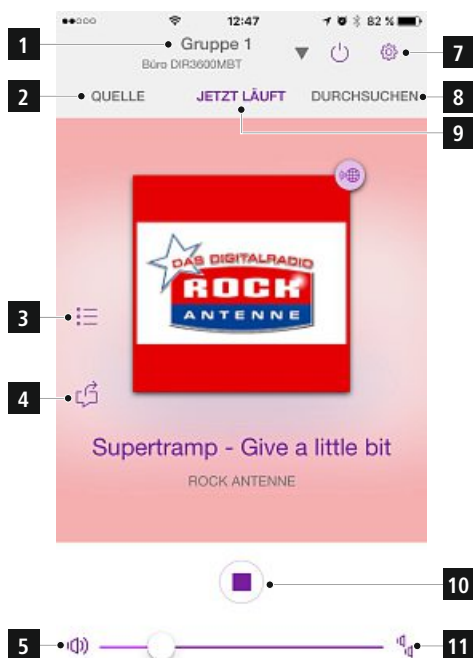 12:47 82 %
1 Gruppe 1 7
Büro DIR3600MBT
2 QUELLE JETZT LÄUFT DURCHSUCHEN 8
9
DAS DIGITALRADIO
ROCK
ANTENNE
3
4
Supertramp - Give a little bit
ROCK ANTENNE
10
5 11